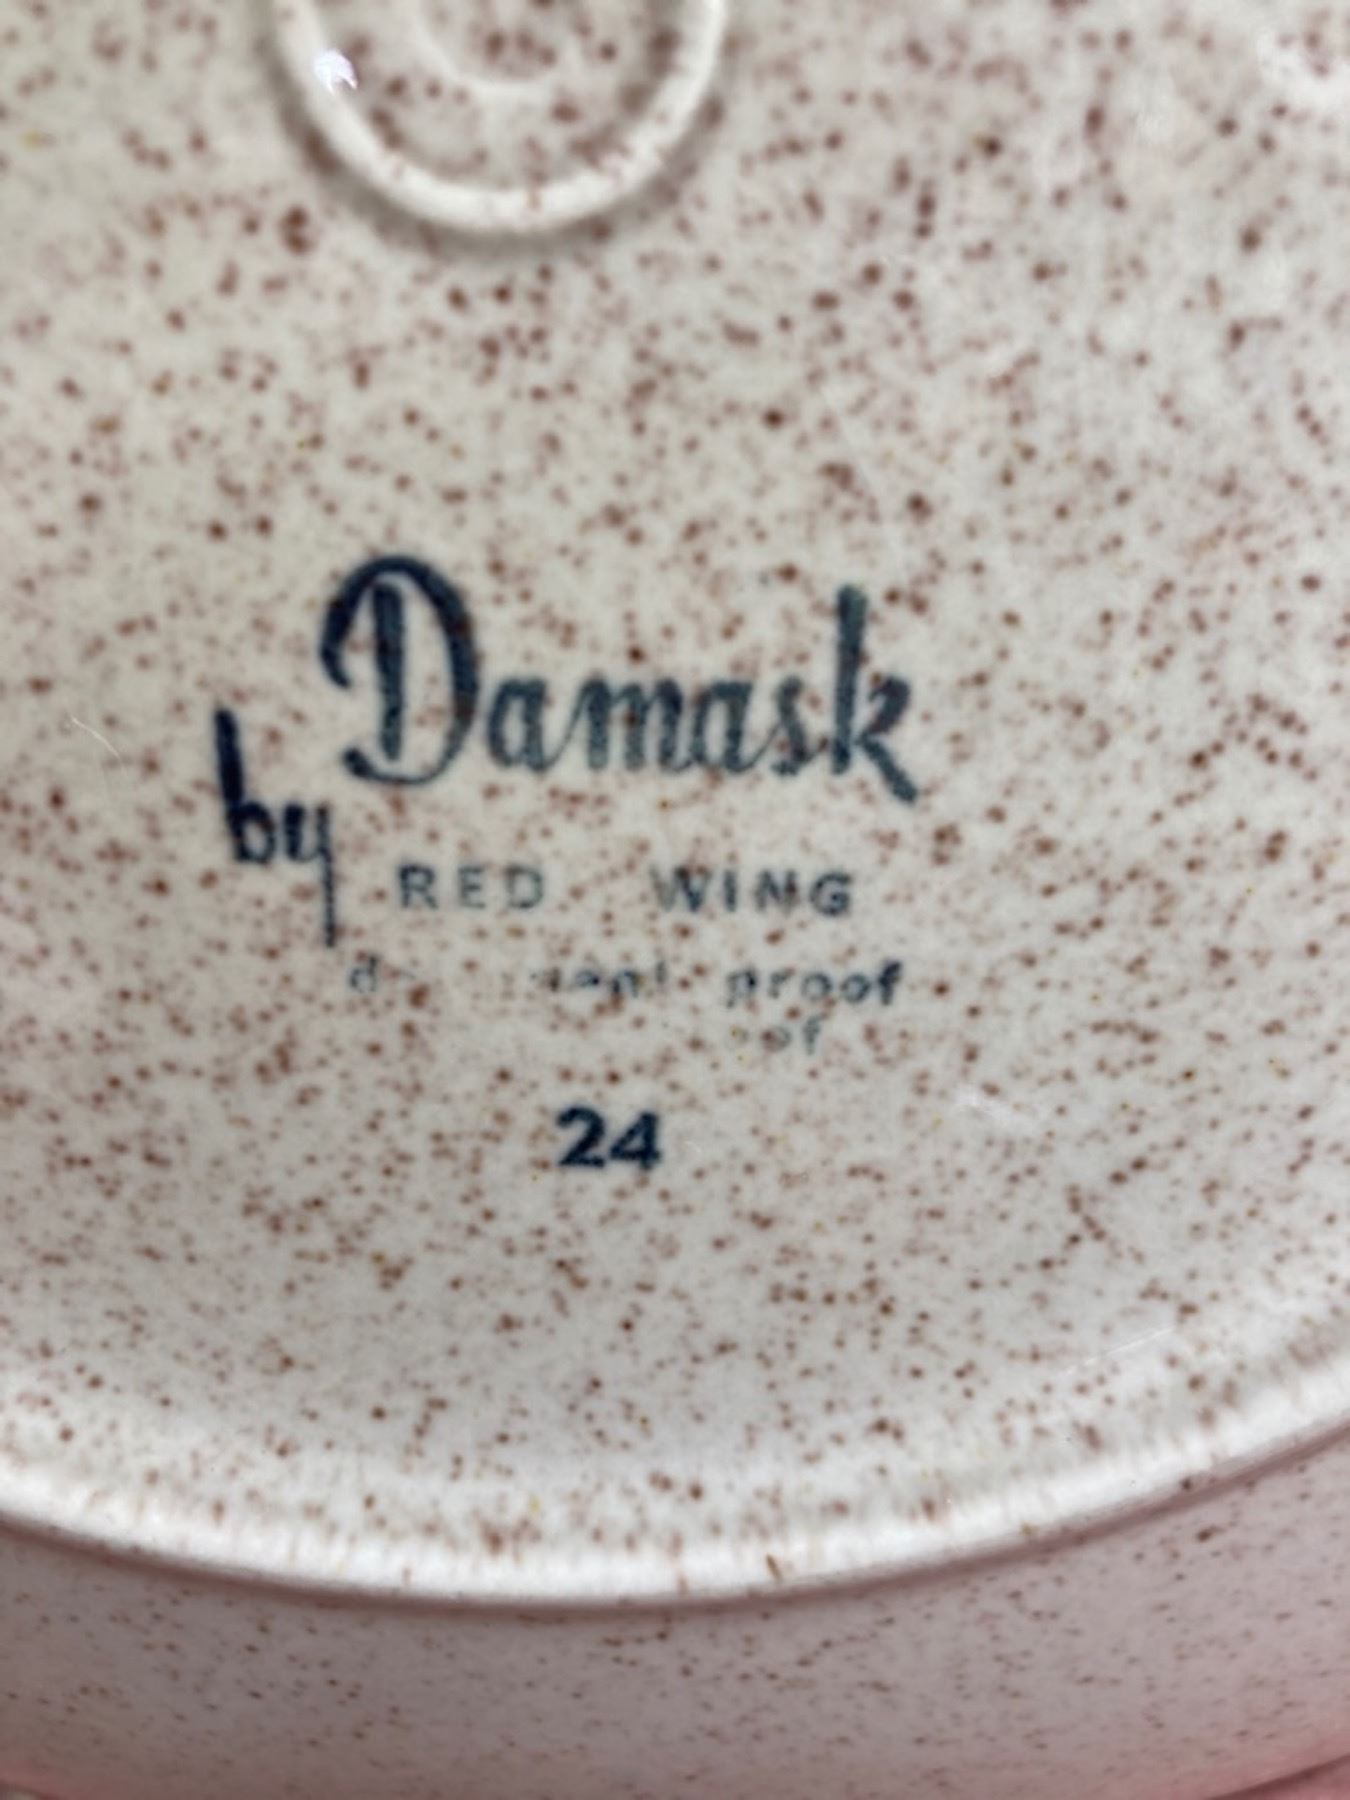 Damask
by RED WING
proof
24